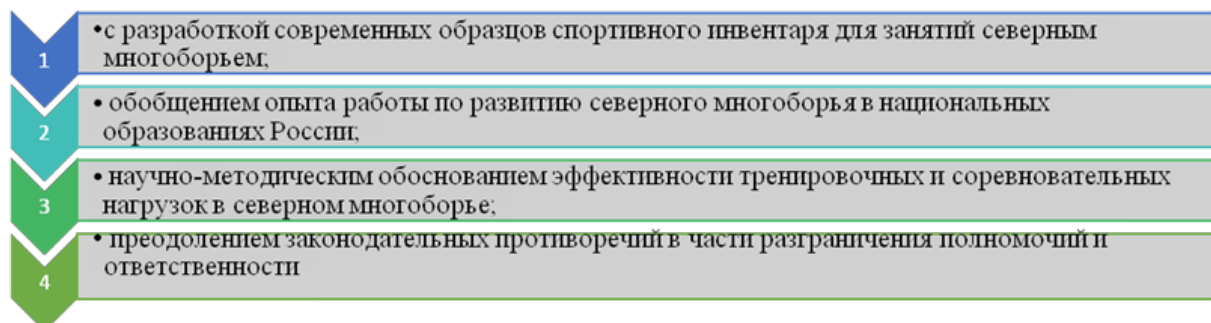 1
•с разработкой современных образцов спортивного инвентаря для занятий северным
многоборьем;
2
• обобщением опыта работы по развитию северного многоборья в национальных
образованиях России;
3
• научно-методическим обоснованием эффективности тренировочных и соревновательных
нагрузок в северном многоборье;
4
• преодолением законодательных противоречий в части разграничения полномочий и
ответственности